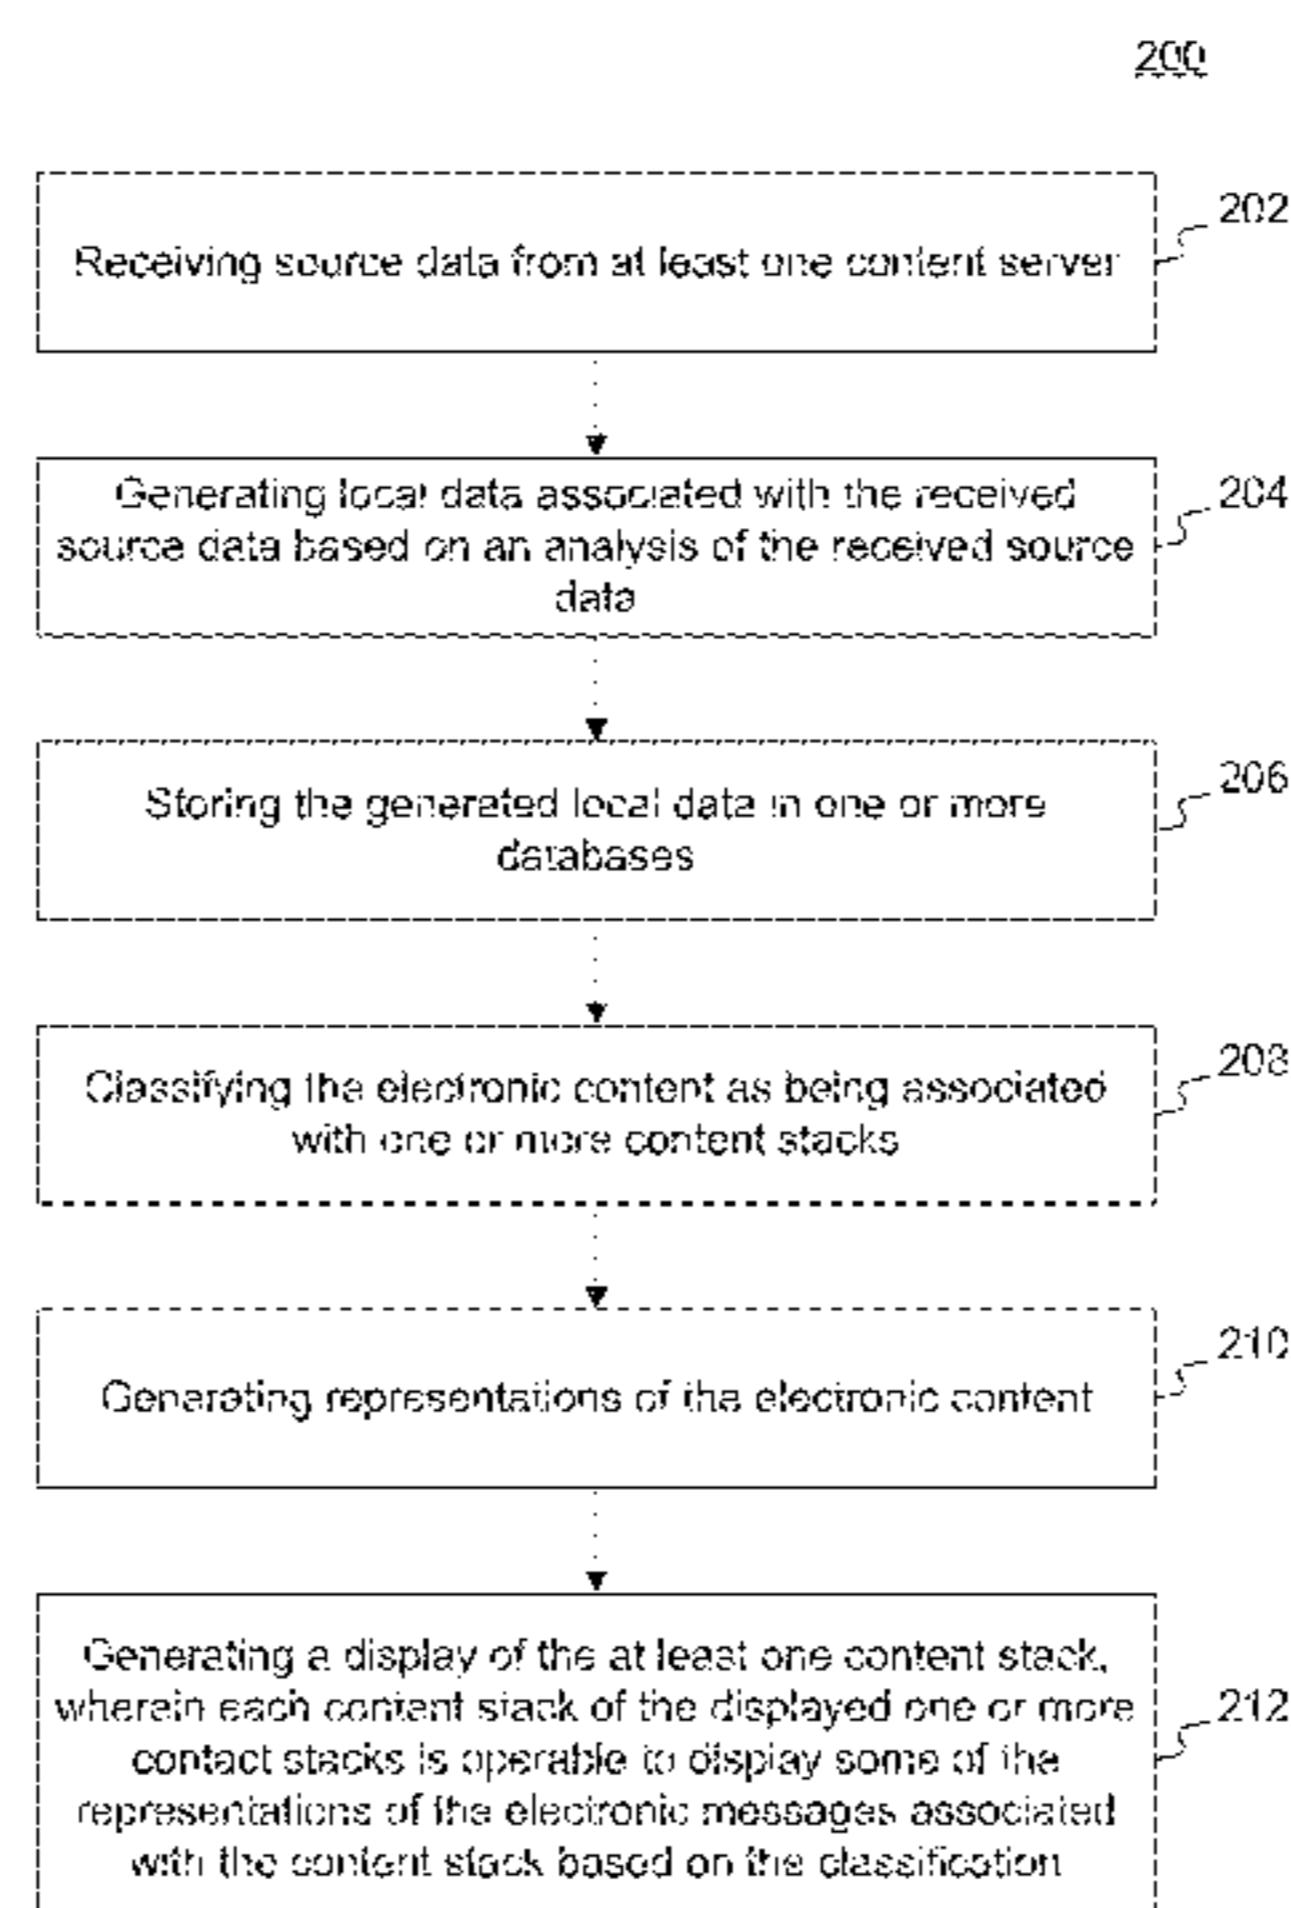 200
202
Receiving source data from at least one content server
204
Generating local data associated with the received
source data based on an analysis of the received source
data
206
Storing the generated local data in one or more
databases
208
Classifying the electronic content as being associated
with one or more content stacks
210
Generating representations of the electronic content
212
Generating a display of the at least one content stack,
wherein each content stack of the displayed one or more
contact stacks is operable to display some of the
representations of the electronic messages associated
with the content stack based on the classification